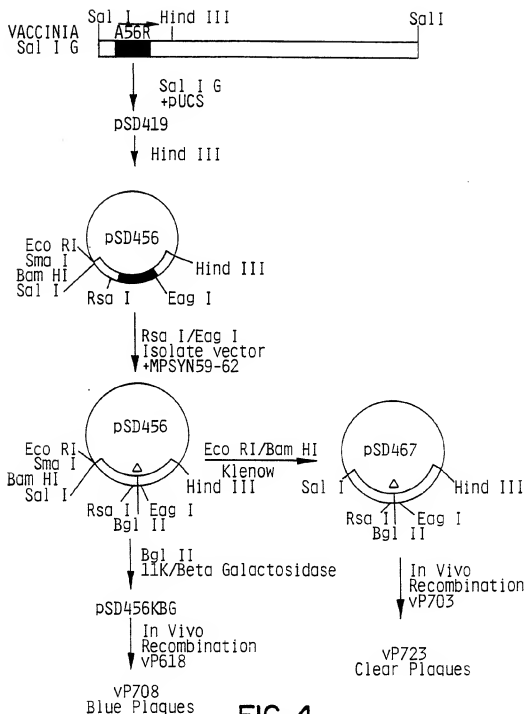 Sal I Hind III SalI
VACCINIA A56R
Sal I G
Sal I G
+pUCS
pSD419
Hind III
pSD456
Eco RI
Sma I
Bam HI
Sal I
Hind III
Rsa I Eag I
Rsa I/Eag I
Isolate vector
+MPSYN59-62
pSD456
Eco RI
Sma I
Bam HI
Sal I
Hind III
Rsa I Eag I
Bgl II
Eco RI/Bam HI
Klenow
pSD467
Sal I Hind III
Rsa I Eag I
Bgl II
Bgl II
11K/Beta Galactosidase
pSD456KBG
In Vivo
Recombination
vP618
vP708
Blue Plaques
In Vivo
Recombination
vP703
vP723
Clear Plaques